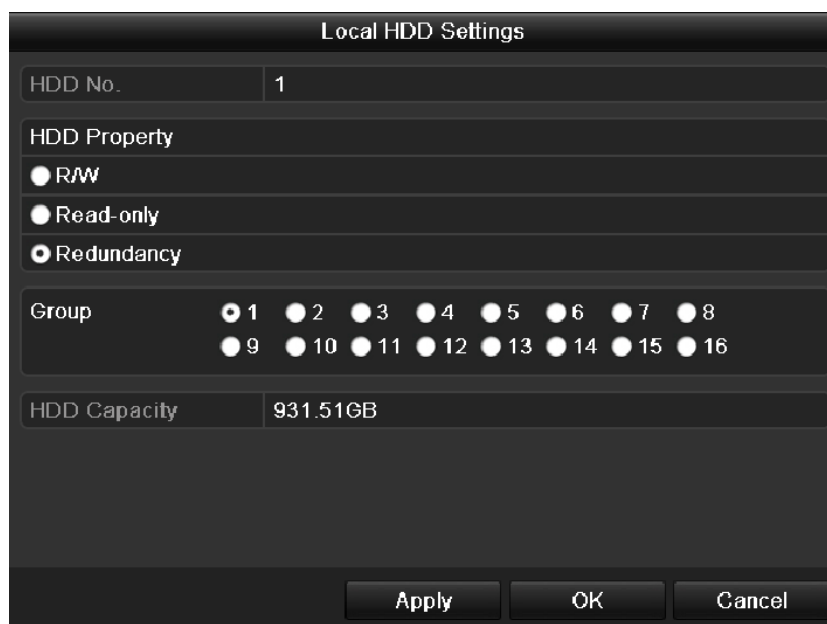 Local HDD Settings
HDD No. 1
HDD Property
R/W
Read-only
Redundancy
Group 1 2 3 4 5 6 7 8
9 10 11 12 13 14 15 16
HDD Capacity 931.51GB
Apply OK Cancel